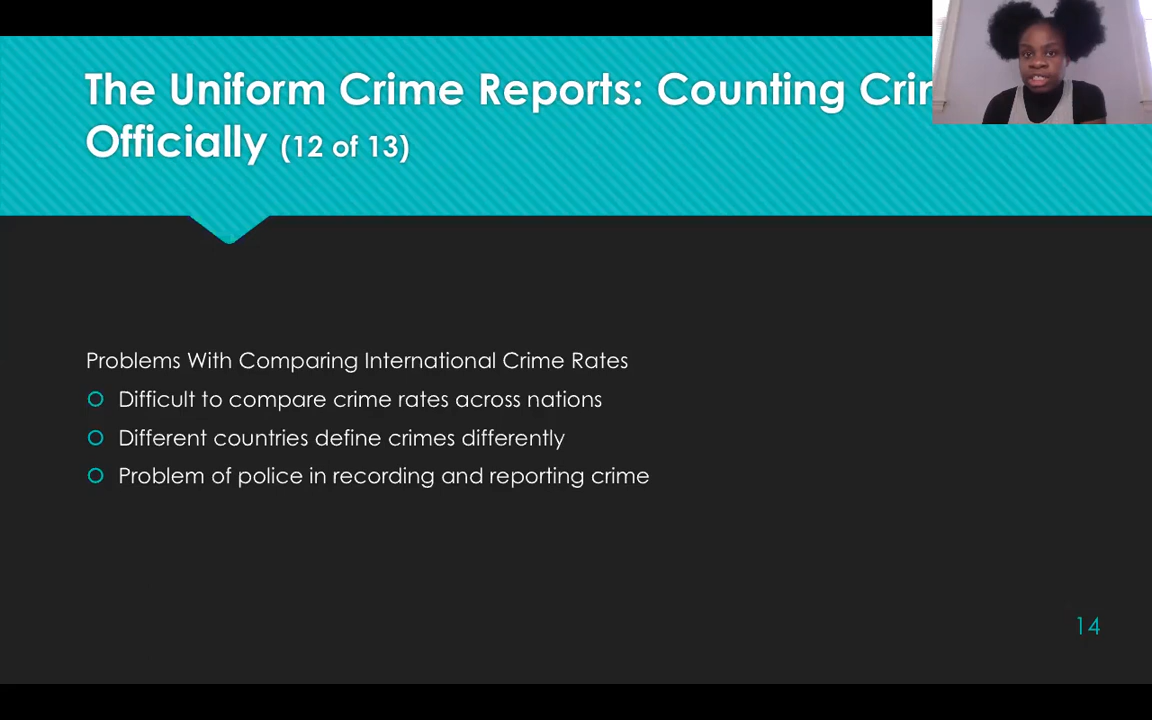 The Uniform Crime Reports: Counting
Officially (12 of 13)
Problems With Comparing International Crime Rates
Difficult to compare crime rates across nations
Different countries define crimes differently
Problem of police in recording and reporting crime
14